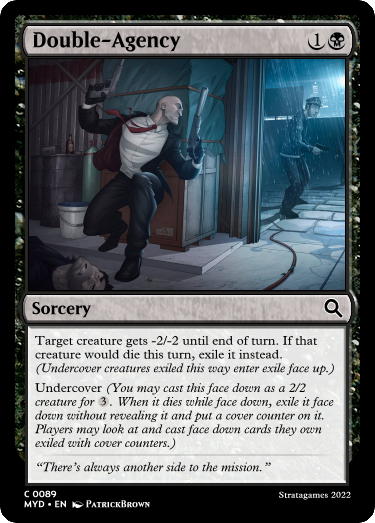 Double-Agency 1
Sorcery
Target creature gets -2/-2 until end of turn. If that
creature would die this turn, exile it instead.
(Undercover creatures exiled this way enter exile face up.)
Undercover (You may cast this face down as a 2/2
creature for 3. When it dies while face down, exile it face
down without revealing it and put a cover counter on it.
Players may look at and cast face down cards they own
exiled with cover counters.)
"There's always another side to the mission."
C 0089
MYD • EN PatrickBrown Stratagames 2022